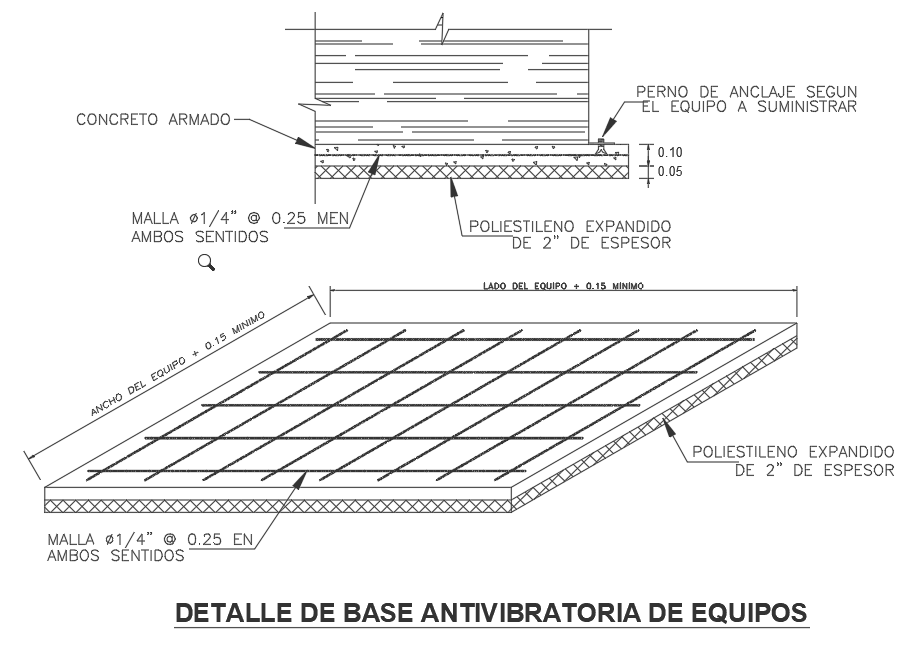 PERNO DE ANCLAJE SEGUN
EL EQUIPO A SUMINISTRAR
CONCRETO ARMADO
0.10
0.05
MALLA ø1/4” @ 0.25 MEN
AMBOS SENTIDOS
POLIESTILENO EXPANDIDO
DE 2” DE ESPESOR
LADO DEL EQUIPO + 0.15 MINIMO
ANCHO DEL EQUIPO + 0.15 MINIMO
POLIESTILENO EXPANDIDO
DE 2” DE ESPESOR
MALLA ø1/4” @ 0.25 EN
AMBOS SENTIDOS
DETALLE DE BASE ANTIVIBRATORIA DE EQUIPOS